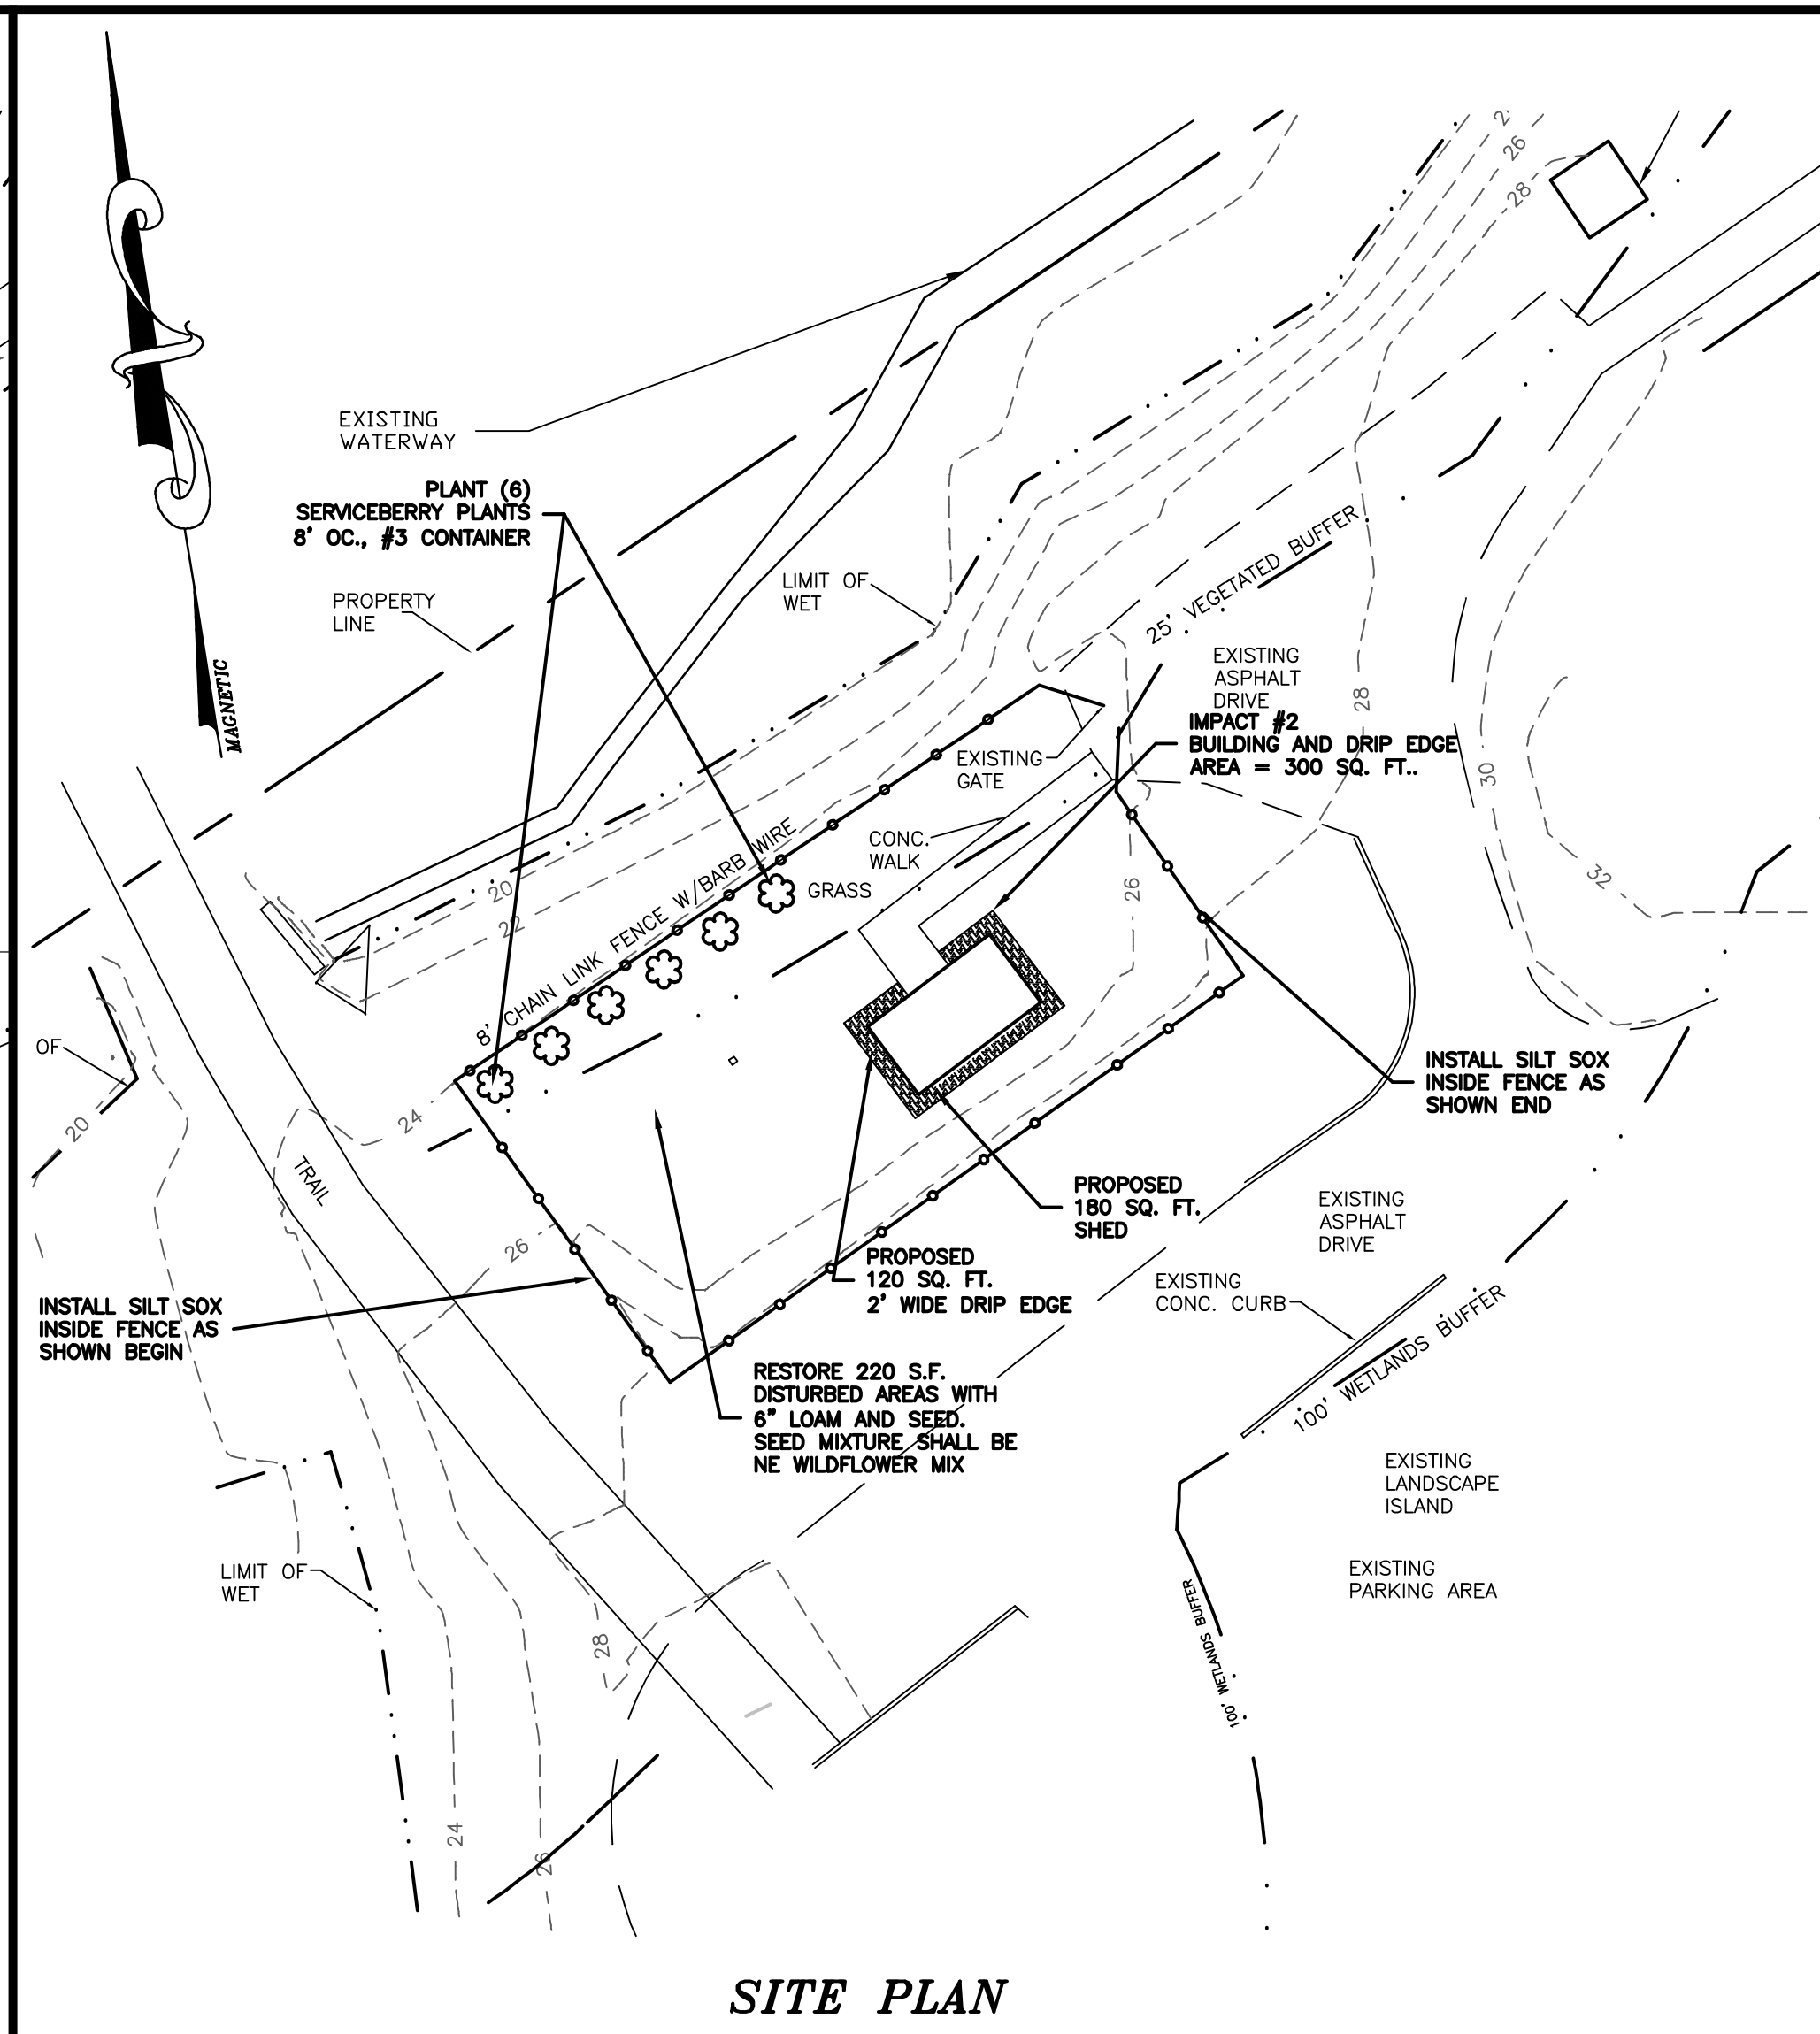 26
28
EXISTING
WATERWAY
PLANT (6)
SERVICEBERRY PLANTS
8' OC., #3 CONTAINER
LIMIT OF
WET
PROPERTY
LINE
25' VEGETATED BUFFER
MAGNETIC
EXISTING
ASPHALT
DRIVE
28
IMPACT #2
BUILDING AND DRIP EDGE
AREA = 300 SQ. FT..
EXISTING
GATE
30
CONC.
WALK
8' CHAIN LINK FENCE W/BARB WIRE
GRASS
20
22
26
32
OF
20
24
TRAIL
INSTALL SILT SOX
INSIDE FENCE AS
SHOWN END
PROPOSED
180 SQ. FT.
SHED
EXISTING
ASPHALT
DRIVE
26
PROPOSED
120 SQ. FT.
2' WIDE DRIP EDGE
EXISTING
CONC. CURB
INSTALL SILT SOX
INSIDE FENCE AS
SHOWN BEGIN
100' WETLANDS BUFFER
RESTORE 220 S.F.
DISTURBED AREAS WITH
6" LOAM AND SEED.
SEED MIXTURE SHALL BE
NE WILDFLOWER MIX
EXISTING
LANDSCAPE
ISLAND
LIMIT OF
WET
EXISTING
PARKING AREA
100' WETLANDS BUFFER
28
24
26
SITE PLAN